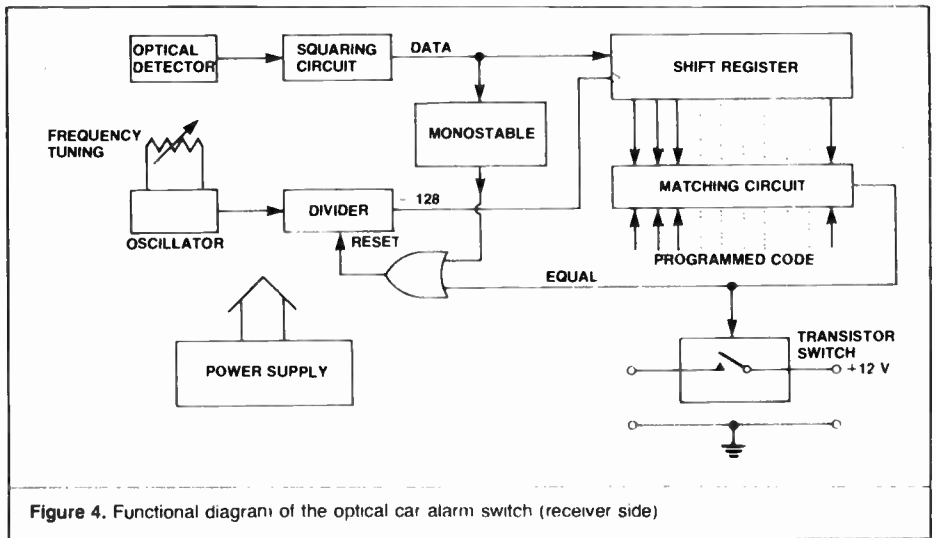 OPTICAL
DETECTOR
SQUARING
CIRCUIT
DATA
SHIFT REGISTER
MONOSTABLE
FREQUENCY
TUNING
MATCHING CIRCUIT
DIVIDER
128
OSCILLATOR
RESET
PROGRAMMED CODE
EQUAL
POWER SUPPLY
TRANSISTOR
SWITCH
+12 V
Figure 4. Functional diagram of the optical car alarm switch (receiver side)